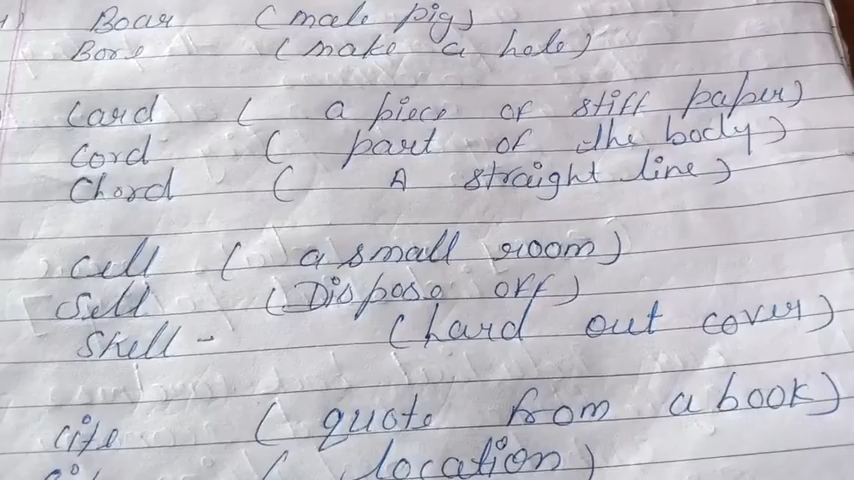 Boar (male pig)
Bore (make a hole)
Card ( a piece of stiff paper)
Cord ( part of the body)
Chord ( A straight line)
Cell ( a small room)
Sell (Dispose off)
Shell - (hard out cover)
Cite ( quote from a book)
( location)